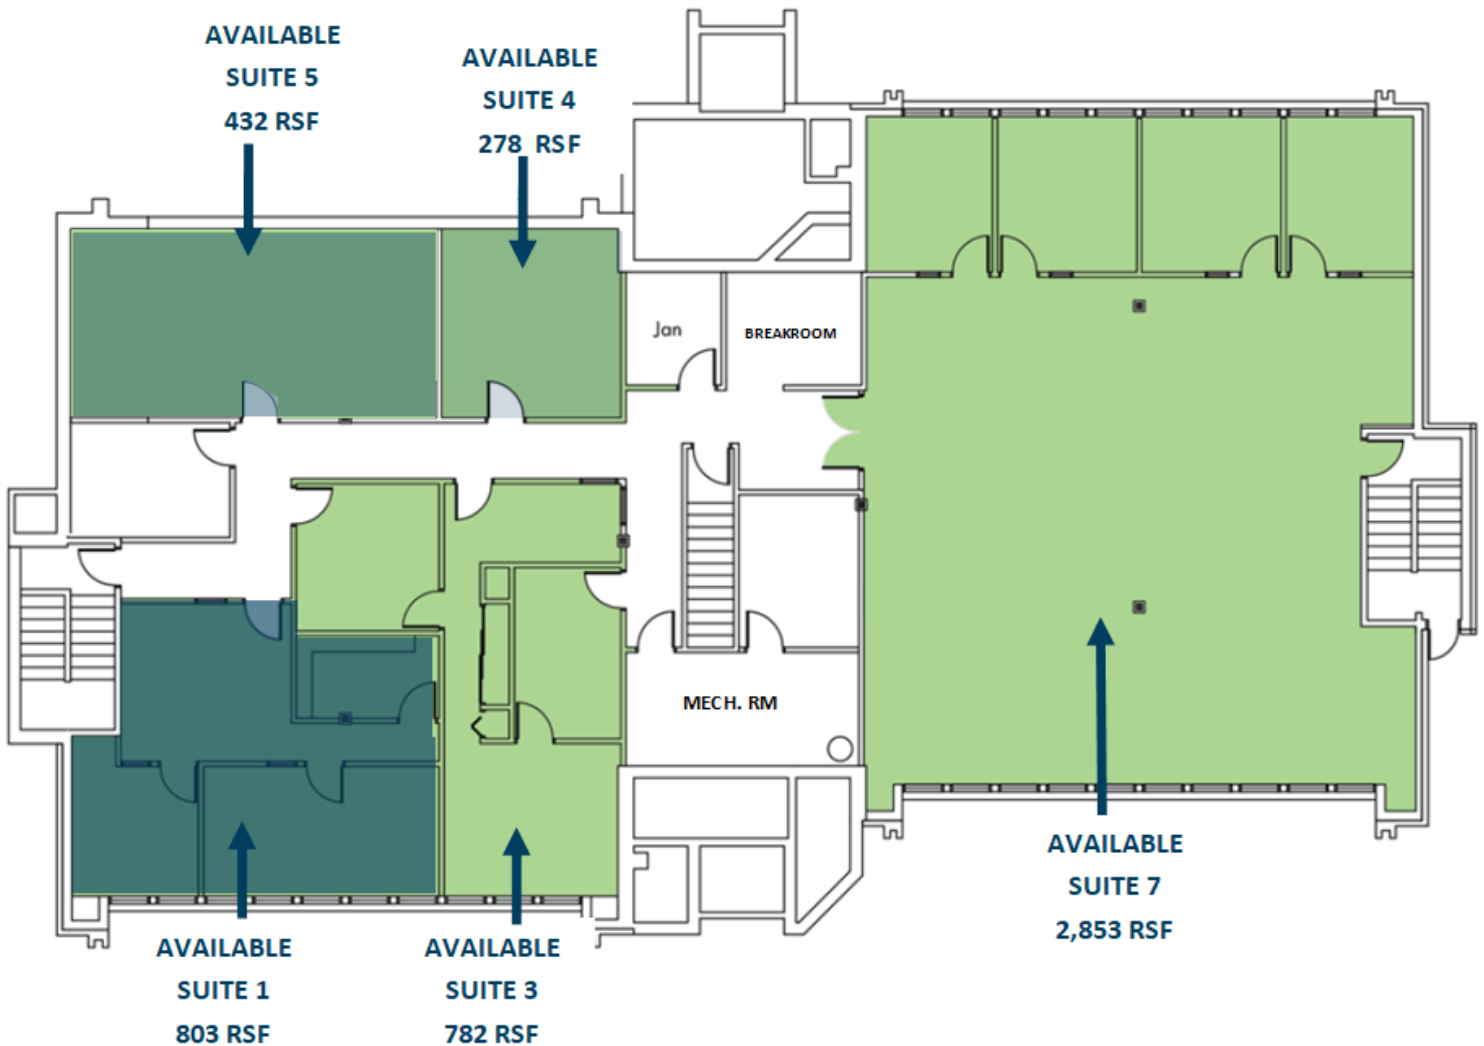 AVAILABLE
SUITE 5
432 RSF
AVAILABLE
SUITE 4
278 RSF
Jan
BREAKROOM
MECH. RM
AVAILABLE
SUITE 7
2,853 RSF
AVAILABLE
SUITE 1
803 RSF
AVAILABLE
SUITE 3
782 RSF